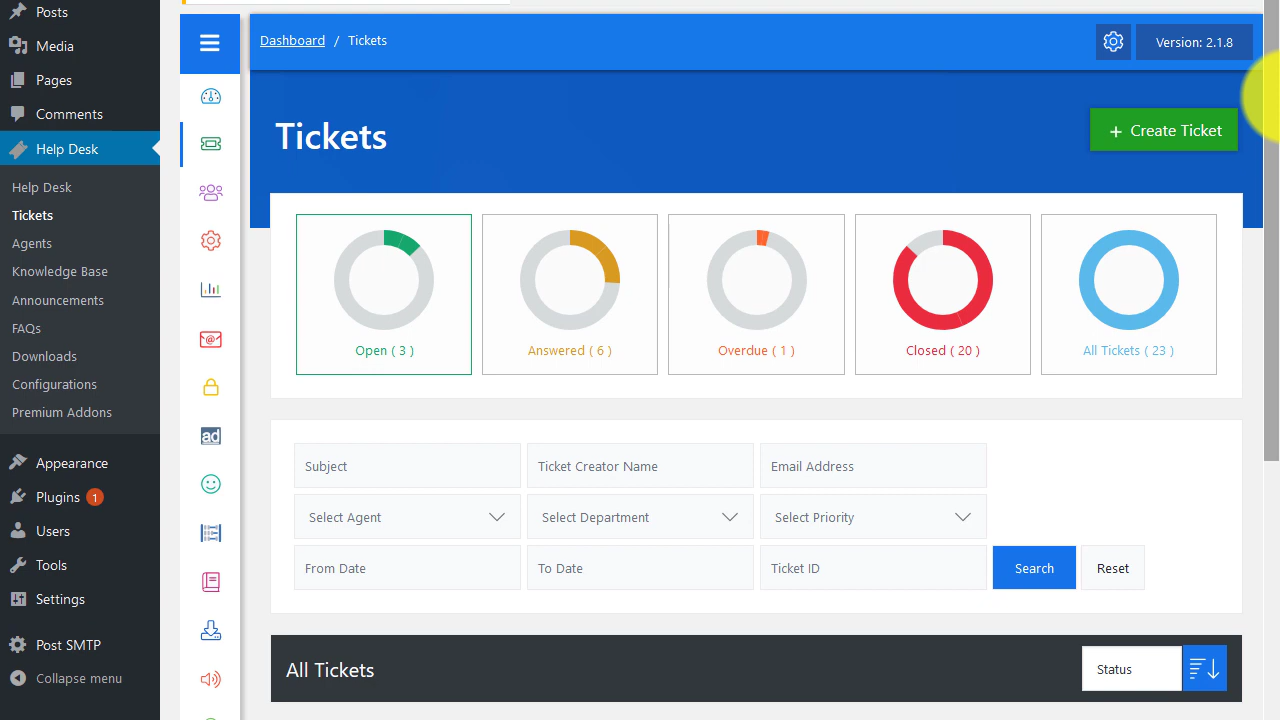 Posts
Media
Pages
Comments
Help Desk
Help Desk
Tickets
Agents
Knowledge Base
Announcements
FAQs
Downloads
Configurations
Premium Addons
Appearance
Plugins 1
Users
Tools
Settings
Post SMTP
Collapse menu
@
ad
Dashboard / Tickets
Version: 2.1.8
Tickets
+ Create Ticket
Open ( 3 )
Answered ( 6 )
Overdue ( 1 )
Closed ( 20 )
All Tickets ( 23 )
Subject
Ticket Creator Name
Email Address
Select Agent
Select Department
Select Priority
From Date
To Date
Ticket ID
Search
Reset
All Tickets
Status